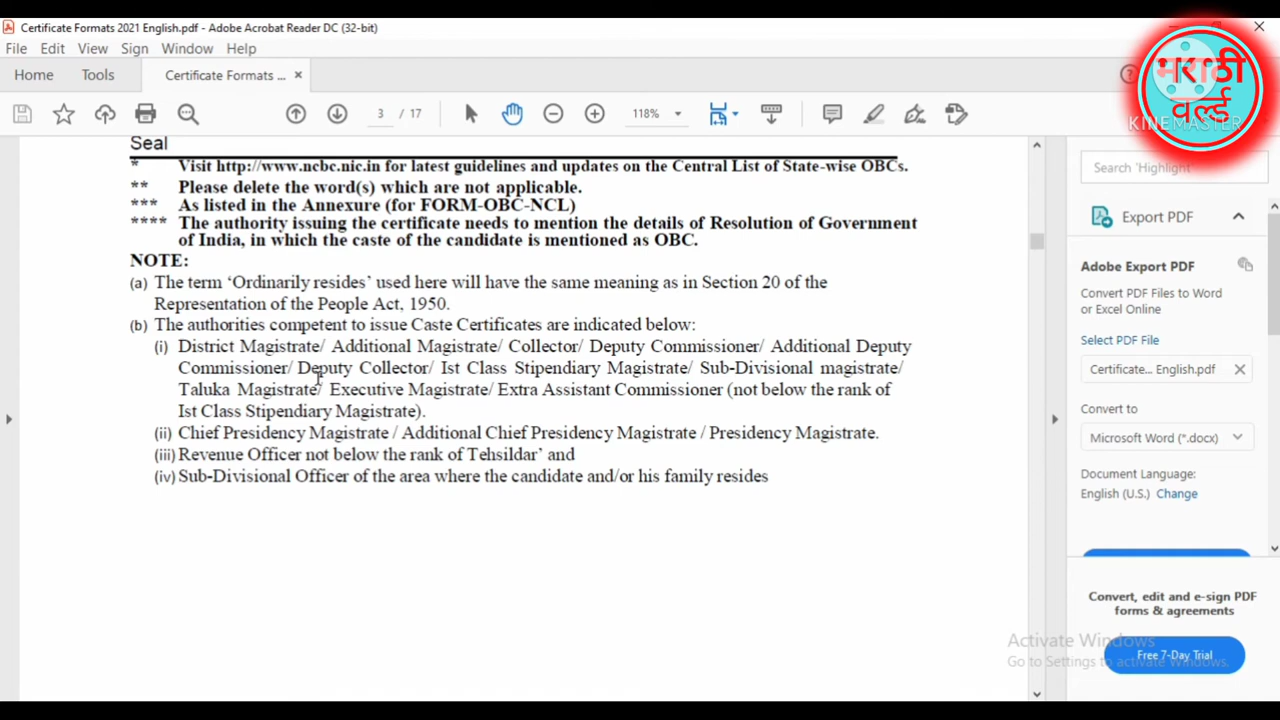 Certificate Formats 2021 English.pdf - Adobe Acrobat Reader DC (32-bit)
File Edit View Sign Window Help
Home Tools Certificate Formats ... ×
3 / 17 118%
मराठी
वर्ल्ड
KINEMASTER
Seal
* Visit http://www.ncbc.nic.in for latest guidelines and updates on the Central List of State-wise OBCs.
** Please delete the word(s) which are not applicable.
*** As listed in the Annexure (for FORM-OBC-NCL)
**** The authority issuing the certificate needs to mention the details of Resolution of Government
of India, in which the caste of the candidate is mentioned as OBC.
NOTE:
(a) The term ‘Ordinarily resides’ used here will have the same meaning as in Section 20 of the
Representation of the People Act, 1950.
(b) The authorities competent to issue Caste Certificates are indicated below:
(i) District Magistrate/ Additional Magistrate/ Collector/ Deputy Commissioner/ Additional Deputy
Commissioner/ Deputy Collector/ Ist Class Stipendiary Magistrate/ Sub-Divisional magistrate/
Taluka Magistrate/ Executive Magistrate/ Extra Assistant Commissioner (not below the rank of
Ist Class Stipendiary Magistrate).
(ii) Chief Presidency Magistrate / Additional Chief Presidency Magistrate / Presidency Magistrate.
(iii) Revenue Officer not below the rank of Tehsildar’ and
(iv) Sub-Divisional Officer of the area where the candidate and/or his family resides
Search 'Highlight'
Export PDF
Adobe Export PDF
Convert PDF Files to Word
or Excel Online
Select PDF File
Certificate... English.pdf
Convert to
Microsoft Word (*.docx)
Document Language:
English (U.S.) Change
Convert, edit and e-sign PDF
forms & agreements
Activate Windows
Free 7-Day Trial
Go to Settings to activate Windows.